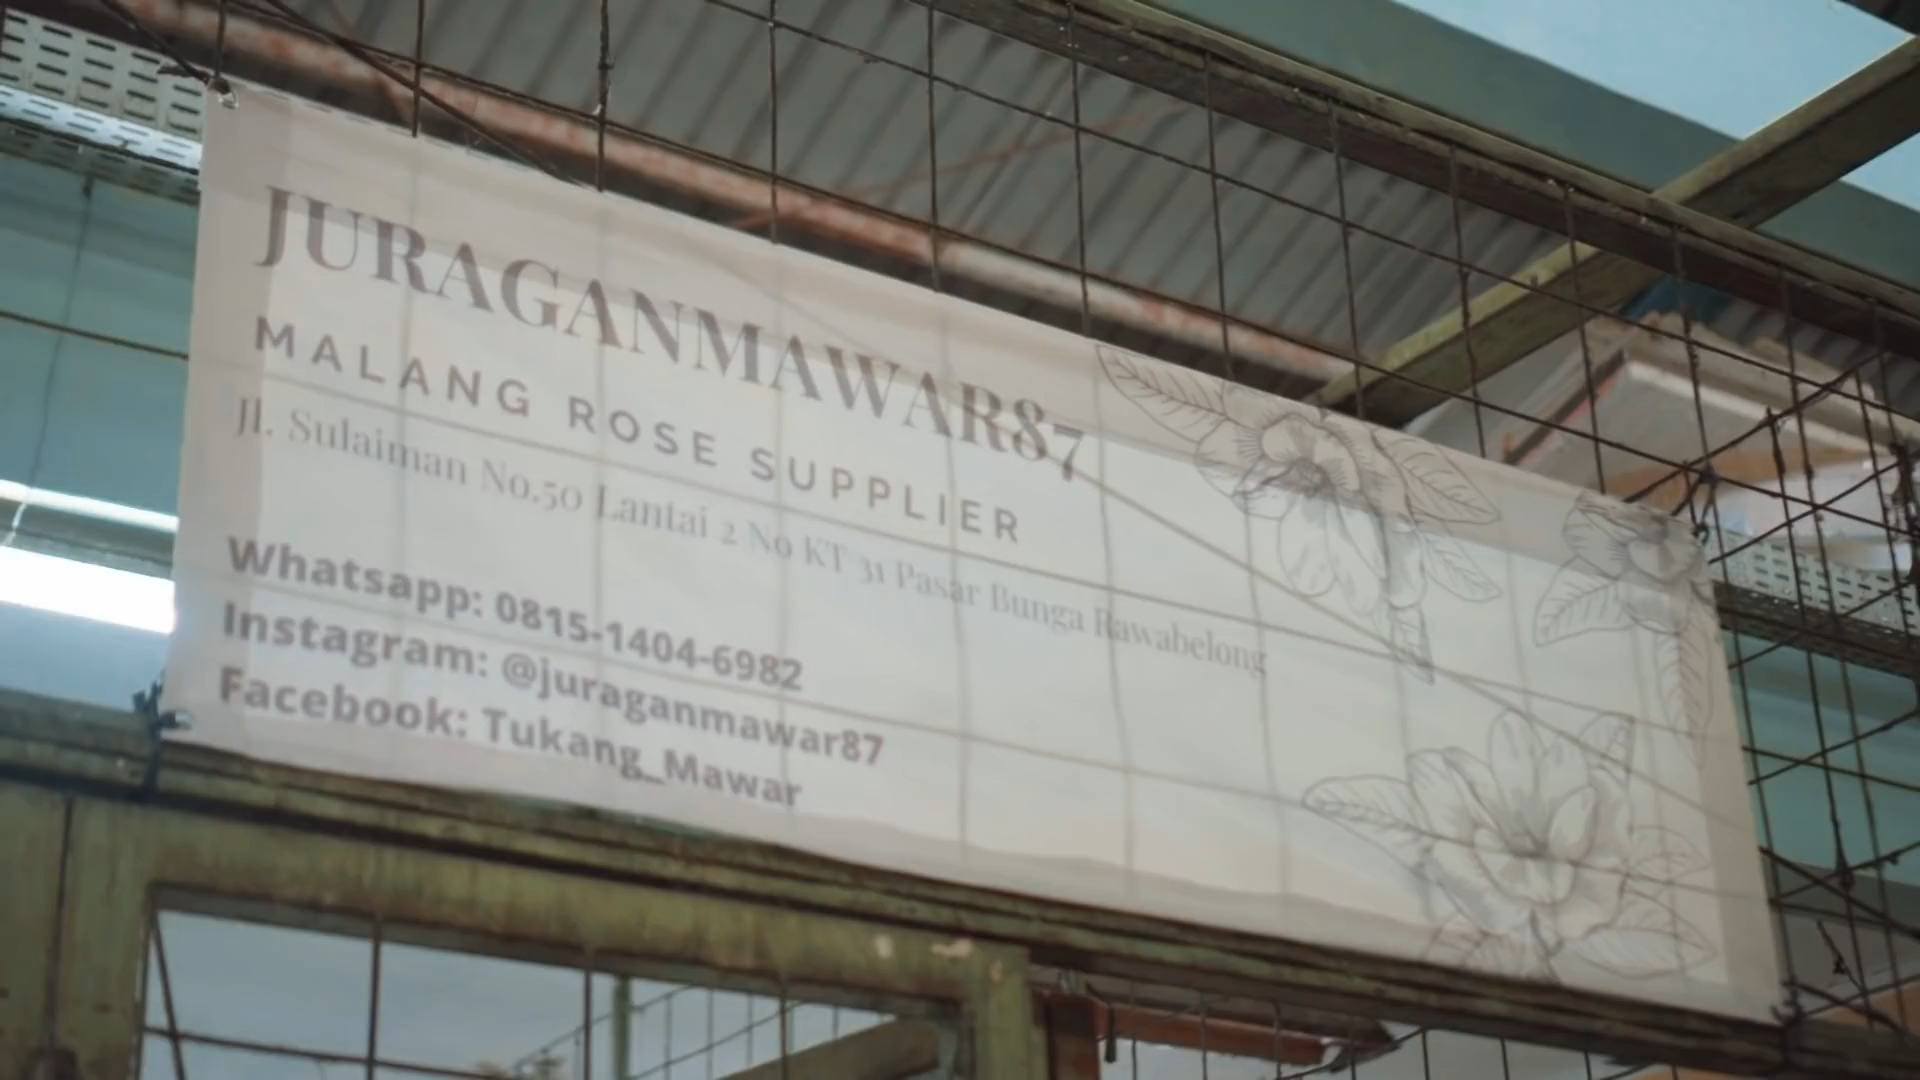 JURAGANMAWAR87
MALANG ROSE SUPPLIER
Jl. Sulaiman No.50 Lantai 2 No KT 31 Pasar Bunga Rawabelong
Whatsapp: 0815-1404-6982
Instagram: @juraganmawar87
Facebook: Tukang_Mawar